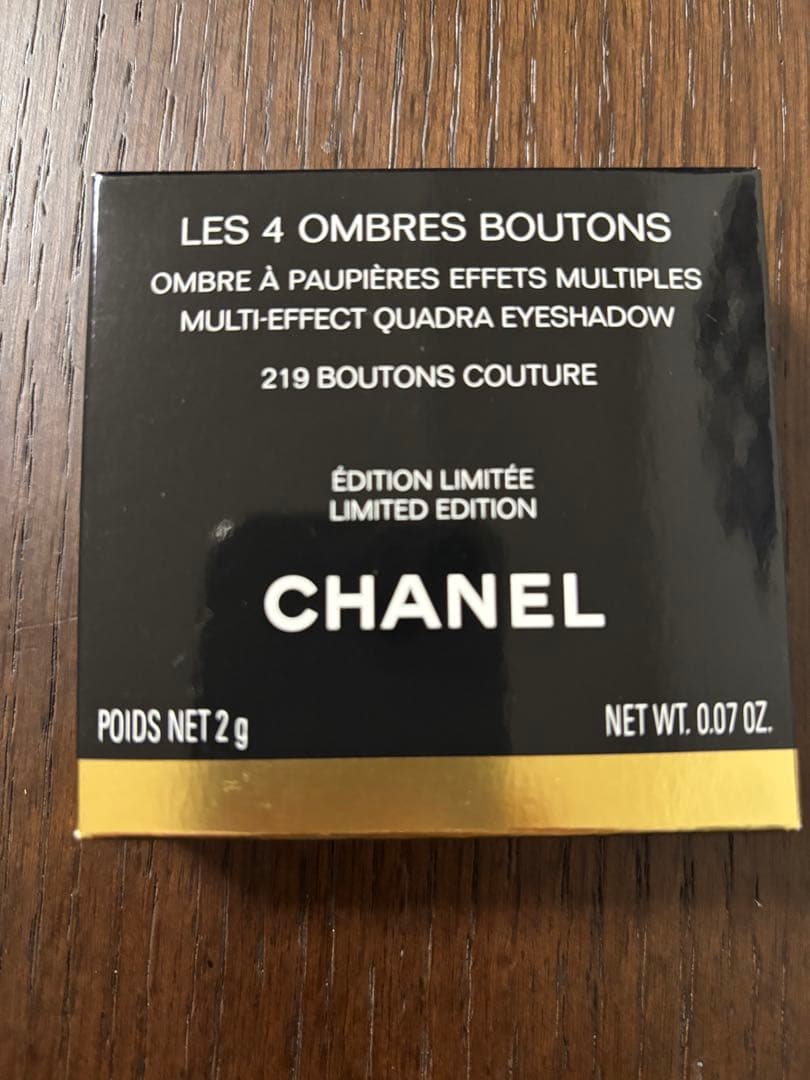 LES 4 OMBRES BOUTONS
OMBRE À PAUPIÈRES EFFETS MULTIPLES
MULTI-EFFECT QUADRA EYESHADOW
219 BOUTONS COUTURE
ÉDITION LIMITÉE
LIMITED EDITION
CHANEL
POIDS NET 2 g
NET WT. 0.07 OZ.